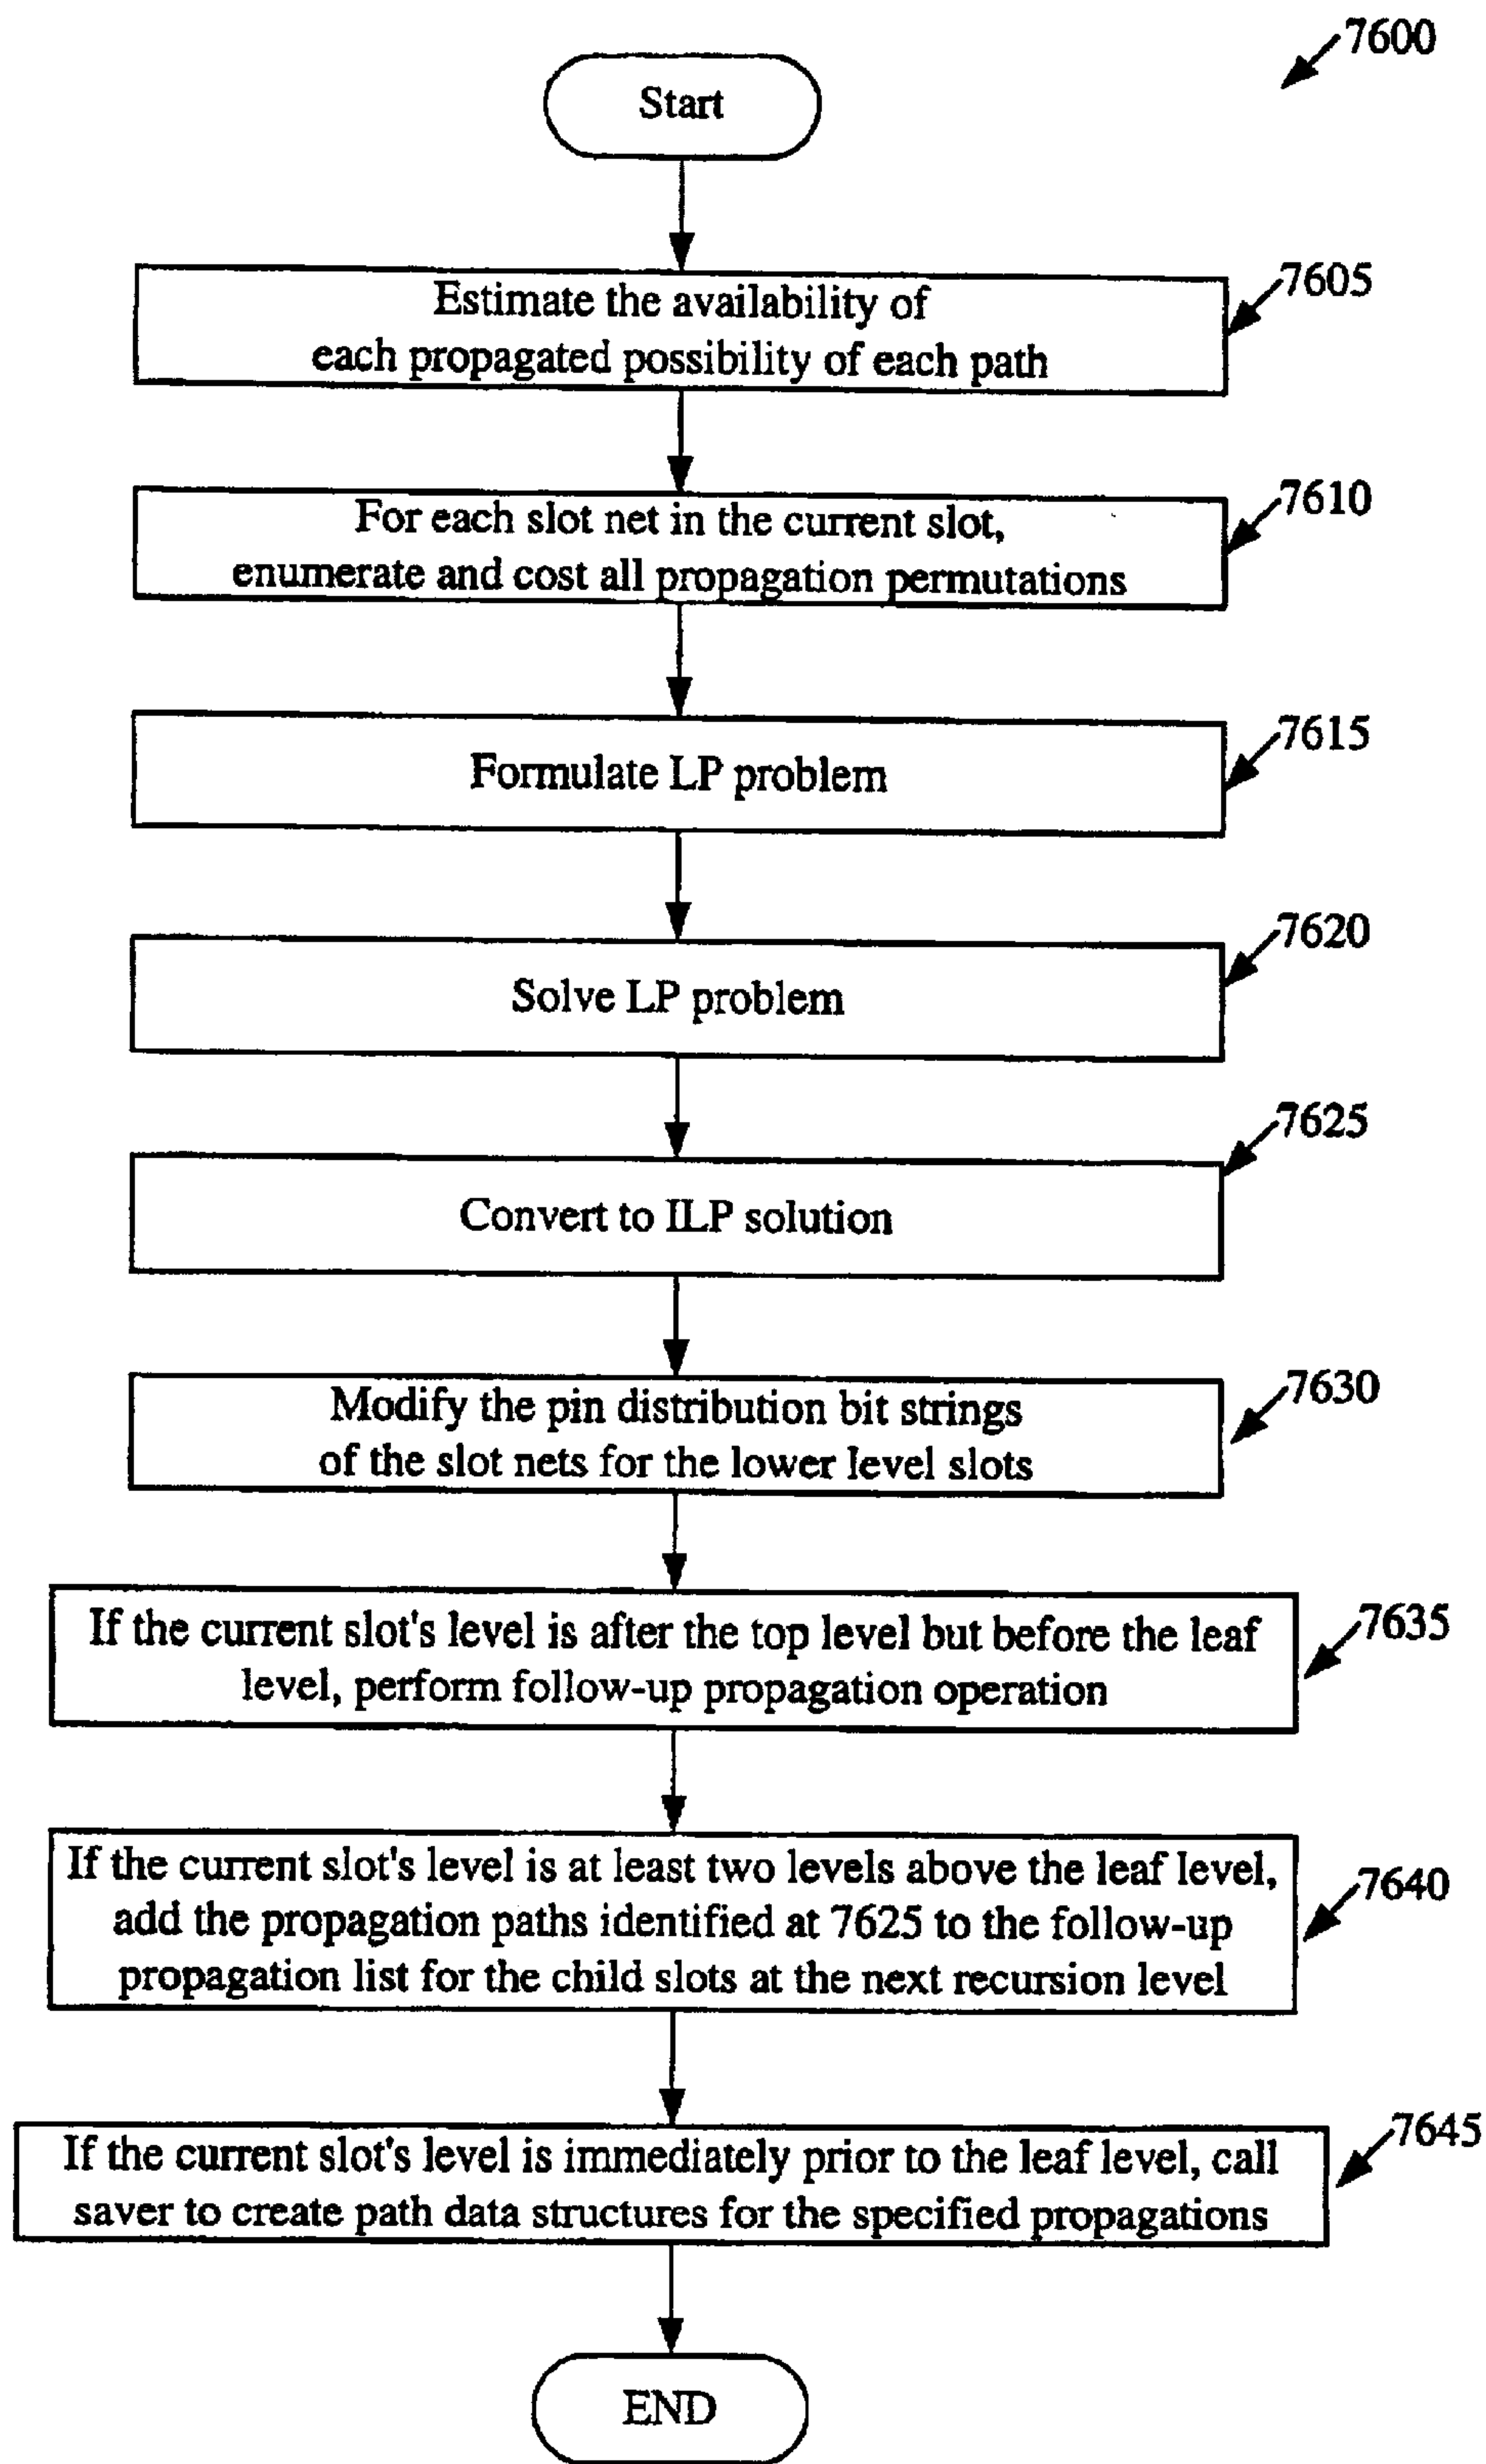 7600
Start
7605
Estimate the availability of
each propagated possibility of each path
7610
For each slot net in the current slot,
enumerate and cost all propagation permutations
7615
Formulate LP problem
7620
Solve LP problem
7625
Convert to ILP solution
7630
Modify the pin distribution bit strings
of the slot nets for the lower level slots
7635
If the current slot's level is after the top level but before the leaf
level, perform follow-up propagation operation
7640
If the current slot's level is at least two levels above the leaf level,
add the propagation paths identified at 7625 to the follow-up
propagation list for the child slots at the next recursion level
7645
If the current slot's level is immediately prior to the leaf level, call
saver to create path data structures for the specified propagations
END